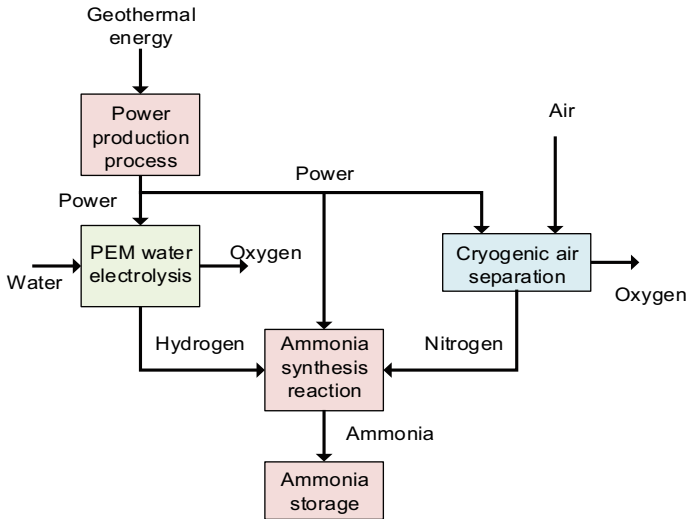 Geothermal
energy
Power
production
process
Air
Power
Power
PEM water
electrolysis
Oxygen
Cryogenic air
separation
Water
Oxygen
Hydrogen
Ammonia
synthesis
reaction
Nitrogen
Ammonia
Ammonia
storage